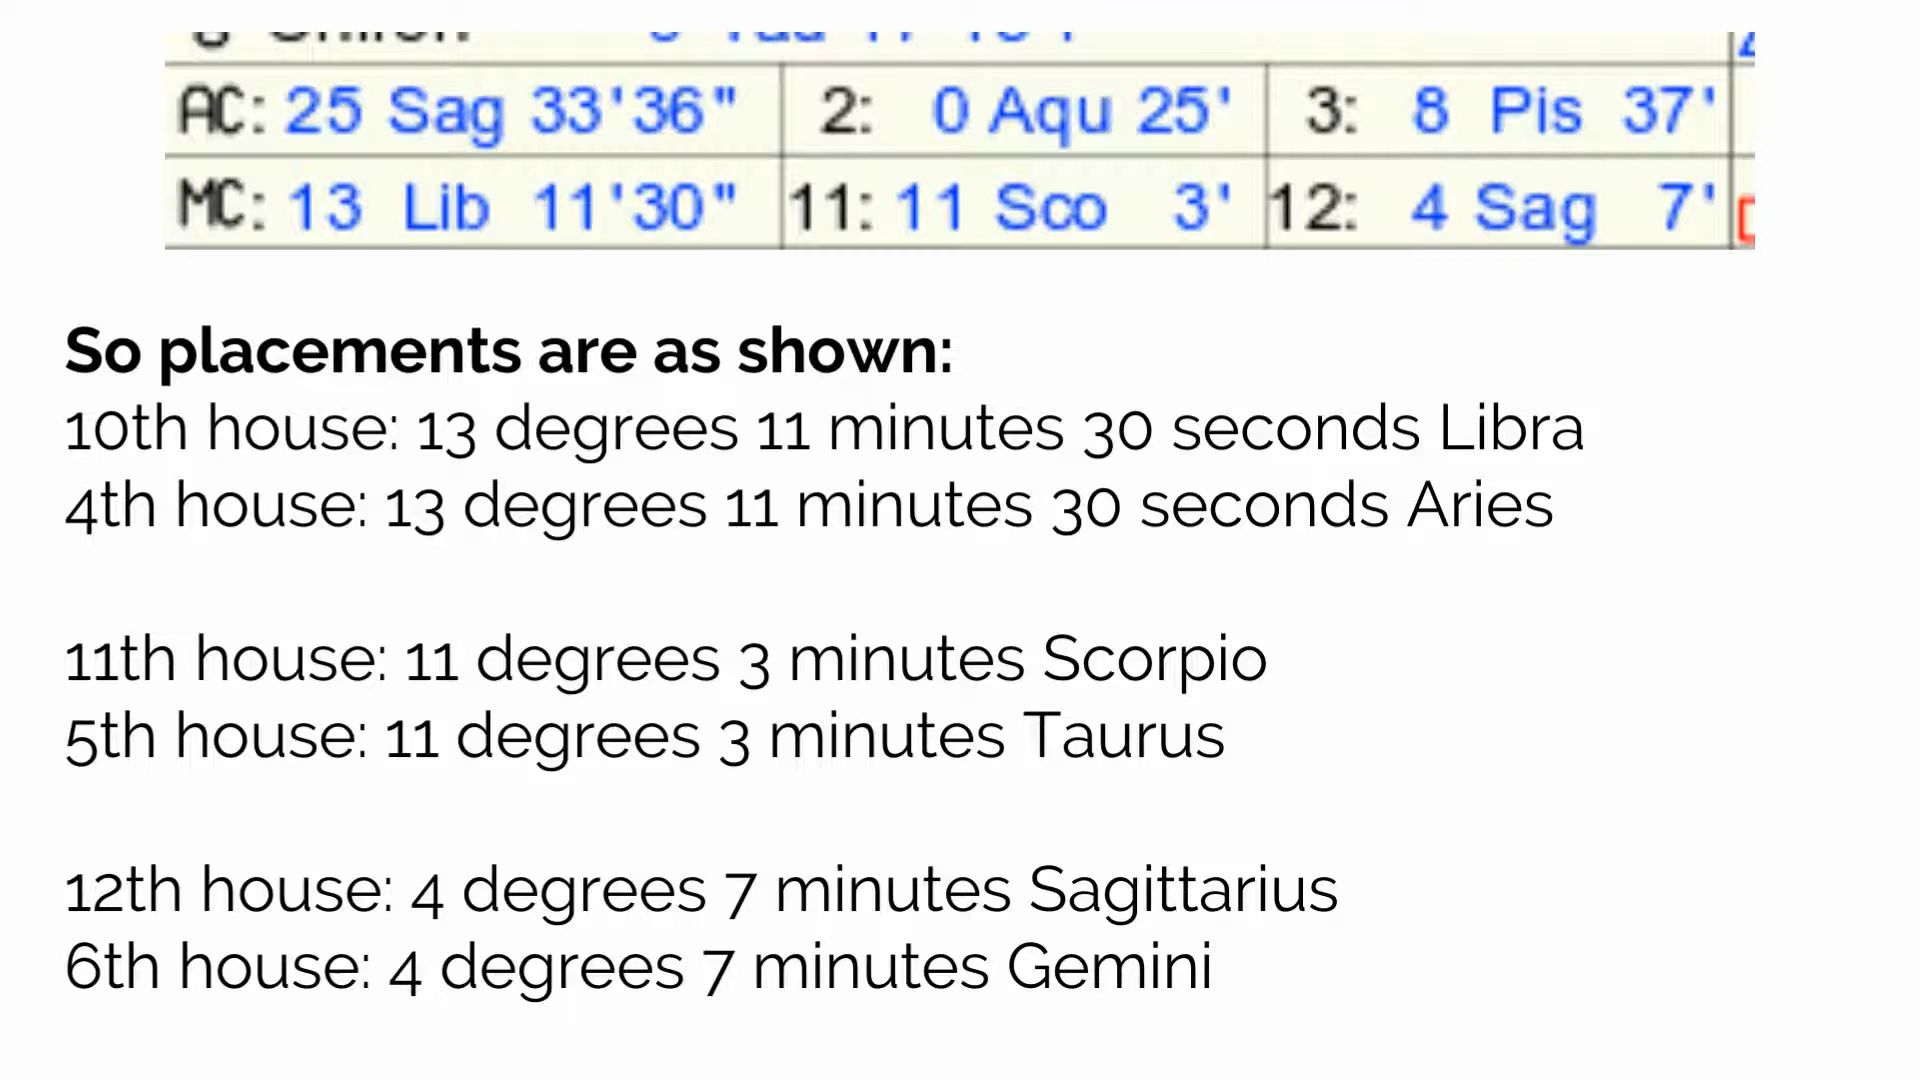 AC: 25 Sag 33'36" 2: 0 Aqu 25' 3: 8 Pis 37'
MC: 13 Lib 11'30" 11: 11 Sco 3' 12: 4 Sag 7'
So placements are as shown:
10th house: 13 degrees 11 minutes 30 seconds Libra
4th house: 13 degrees 11 minutes 30 seconds Aries
11th house: 11 degrees 3 minutes Scorpio
5th house: 11 degrees 3 minutes Taurus
12th house: 4 degrees 7 minutes Sagittarius
6th house: 4 degrees 7 minutes Gemini